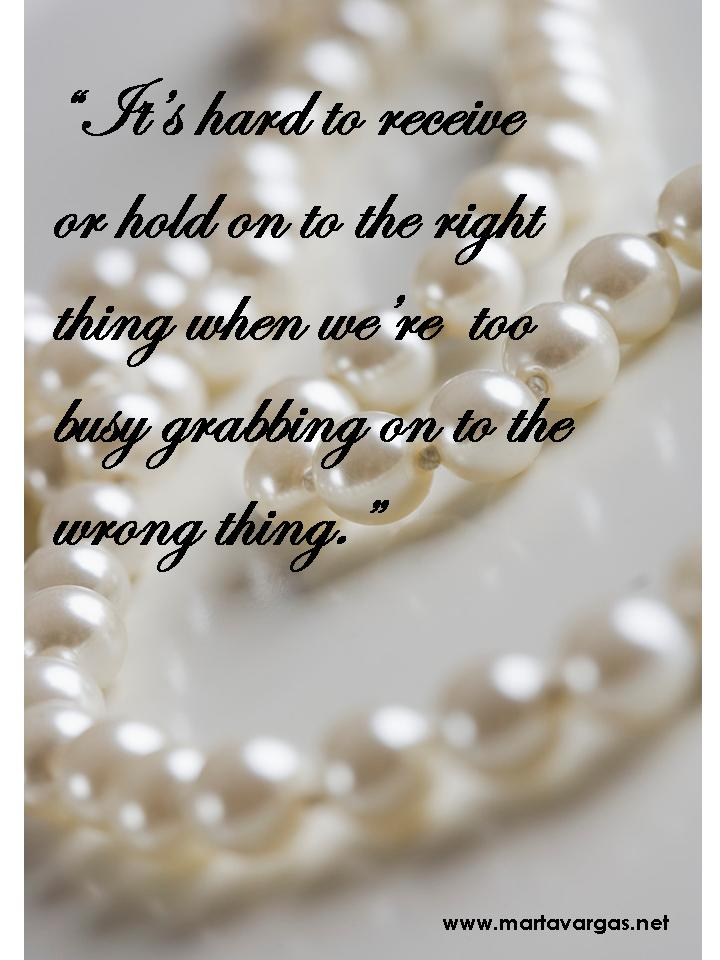 “It’s hard to receive
or hold on to the right
thing when we’re too
busy grabbing on to the
wrong thing.”
www.martavargas.net